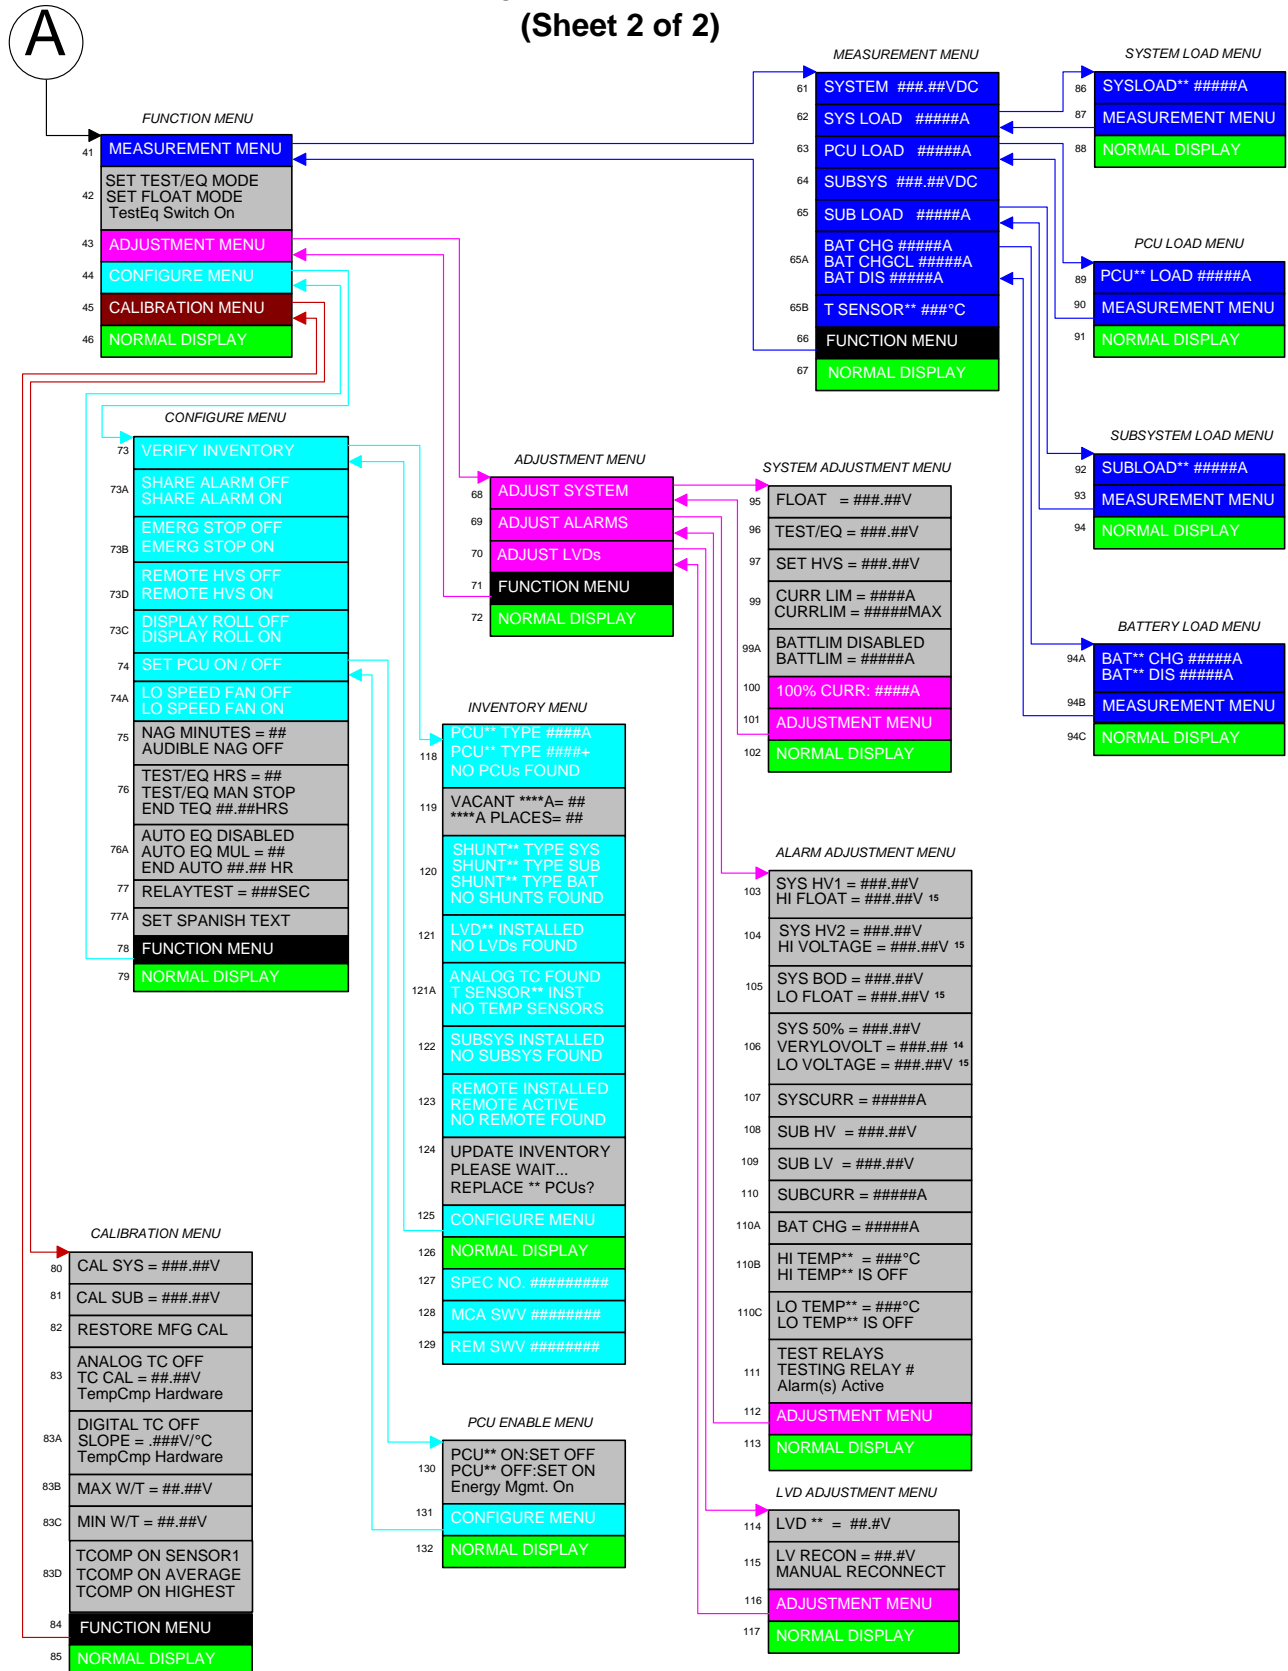 (Sheet 2 of 2)
A
FUNCTION MENU
41 MEASUREMENT MENU
42 SET TEST/EQ MODE
SET FLOAT MODE
TestEq Switch On
43 ADJUSTMENT MENU
44 CONFIGURE MENU
45 CALIBRATION MENU
46 NORMAL DISPLAY
MEASUREMENT MENU
61 SYSTEM ###.##VDC
62 SYS LOAD #####A
63 PCU LOAD #####A
64 SUBSYS ###.##VDC
65 SUB LOAD #####A
65A BAT CHG #####A
BAT CHGCL #####A
BAT DIS #####A
65B T SENSOR** ###°C
66 FUNCTION MENU
67 NORMAL DISPLAY
SYSTEM LOAD MENU
86 SYSLOAD** #####A
87 MEASUREMENT MENU
88 NORMAL DISPLAY
PCU LOAD MENU
89 PCU** LOAD #####A
90 MEASUREMENT MENU
91 NORMAL DISPLAY
SUBSYSTEM LOAD MENU
92 SUBLOAD** #####A
93 MEASUREMENT MENU
94 NORMAL DISPLAY
BATTERY LOAD MENU
94A BAT** CHG #####A
BAT** DIS #####A
94B MEASUREMENT MENU
94C NORMAL DISPLAY
CONFIGURE MENU
73 VERIFY INVENTORY
73A SHARE ALARM OFF
SHARE ALARM ON
73B EMERG STOP OFF
EMERG STOP ON
73D REMOTE HVS OFF
REMOTE HVS ON
73C DISPLAY ROLL OFF
DISPLAY ROLL ON
74 SET PCU ON / OFF
74A LO SPEED FAN OFF
LO SPEED FAN ON
75 NAG MINUTES = ##
AUDIBLE NAG OFF
76 TEST/EQ HRS = ##
TEST/EQ MAN STOP
END TEQ ##.##HRS
76A AUTO EQ DISABLED
AUTO EQ MUL = ##
END AUTO ##.## HR
77 RELAYTEST = ###SEC
77A SET SPANISH TEXT
78 FUNCTION MENU
79 NORMAL DISPLAY
ADJUSTMENT MENU
68 ADJUST SYSTEM
69 ADJUST ALARMS
70 ADJUST LVDs
71 FUNCTION MENU
72 NORMAL DISPLAY
SYSTEM ADJUSTMENT MENU
95 FLOAT = ###.##V
96 TEST/EQ = ###.##V
97 SET HVS = ###.##V
99 CURR LIM = ####A
CURRLIM = #####MAX
99A BATTLIM DISABLED
BATTLIM = #####A
100 100% CURR: ####A
101 ADJUSTMENT MENU
102 NORMAL DISPLAY
INVENTORY MENU
118 PCU** TYPE ####A
PCU** TYPE ####+
NO PCUs FOUND
119 VACANT ****A= ##
****A PLACES= ##
120 SHUNT** TYPE SYS
SHUNT** TYPE SUB
SHUNT** TYPE BAT
NO SHUNTS FOUND
121 LVD** INSTALLED
NO LVDs FOUND
121A ANALOG TC FOUND
T SENSOR** INST
NO TEMP SENSORS
122 SUBSYS INSTALLED
NO SUBSYS FOUND
123 REMOTE INSTALLED
REMOTE ACTIVE
NO REMOTE FOUND
124 UPDATE INVENTORY
PLEASE WAIT...
REPLACE ** PCUs?
125 CONFIGURE MENU
126 NORMAL DISPLAY
127 SPEC NO. #########
128 MCA SWV ########
129 REM SWV ########
ALARM ADJUSTMENT MENU
103 SYS HV1 = ###.##V
HI FLOAT = ###.##V 15
104 SYS HV2 = ###.##V
HI VOLTAGE = ###.##V 15
105 SYS BOD = ###.##V
LO FLOAT = ###.##V 15
106 SYS 50% = ###.##V
VERYLOVOLT = ###.## 14
LO VOLTAGE = ###.##V 15
107 SYSCURR = #####A
108 SUB HV = ###.##V
109 SUB LV = ###.##V
110 SUBCURR = #####A
110A BAT CHG = #####A
110B HI TEMP** = ###°C
HI TEMP** IS OFF
110C LO TEMP** = ###°C
LO TEMP** IS OFF
111 TEST RELAYS
TESTING RELAY #
Alarm(s) Active
112 ADJUSTMENT MENU
113 NORMAL DISPLAY
CALIBRATION MENU
80 CAL SYS = ###.##V
81 CAL SUB = ###.##V
82 RESTORE MFG CAL
83 ANALOG TC OFF
TC CAL = ##.##V
TempCmp Hardware
83A DIGITAL TC OFF
SLOPE = .###V/°C
TempCmp Hardware
83B MAX W/T = ##.##V
83C MIN W/T = ##.##V
83D TCOMP ON SENSOR1
TCOMP ON AVERAGE
TCOMP ON HIGHEST
84 FUNCTION MENU
85 NORMAL DISPLAY
PCU ENABLE MENU
130 PCU** ON:SET OFF
PCU** OFF:SET ON
Energy Mgmt. On
131 CONFIGURE MENU
132 NORMAL DISPLAY
LVD ADJUSTMENT MENU
114 LVD ** = ##.#V
115 LV RECON = ##.#V
MANUAL RECONNECT
116 ADJUSTMENT MENU
117 NORMAL DISPLAY